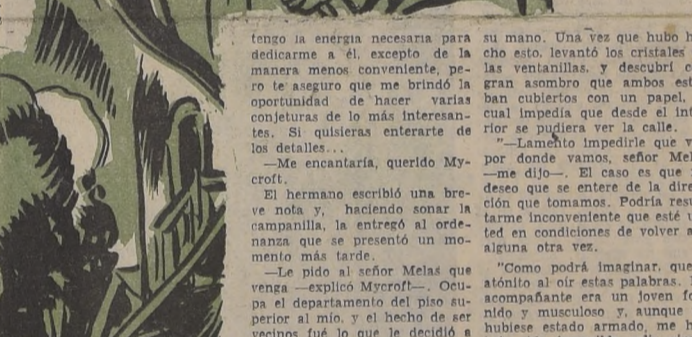 tengo la energía necesaria para
dedicarme a él, excepto de la
manera menos conveniente, pe-
ro te aseguro que me brindó la
oportunidad de hacer varias
conjeturas de lo más interesan-
tes. Si quisieras enterarte de
los detalles...
—Me encantaría, querido My-
croft.
El hermano escribió una bre-
ve nota y, haciendo sonar la
campanilla, la entregó al orde-
nanza que se presentó un mo-
mento más tarde.
—Le pido al señor Melas que
venga —explicó Mycroft—. Ocu-
pa el departamento del piso su-
perior al mío, y el hecho de ser
vecinos fué lo que le decidió a
su mano. Una vez que hubo h
cho esto, levantó los cristales
las ventanillas, y descubrí c
gran asombro que ambos est
ban cubiertos con un papel,
cual impedía que desde el int
rior se pudiera ver la calle.
"—Lamento impedirle que v
por donde vamos, señor Mel
—me dijo—. El caso es que
deseo que se entere de la dire
ción que tomamos. Podría resu
tarme inconveniente que esté
ted en condiciones de volver a
alguna otra vez.
"Como podrá imaginar, que
atónito al oír estas palabras.
acompañante era un joven fo
nido y musculoso y, aunque
hubiese estado armado, me h